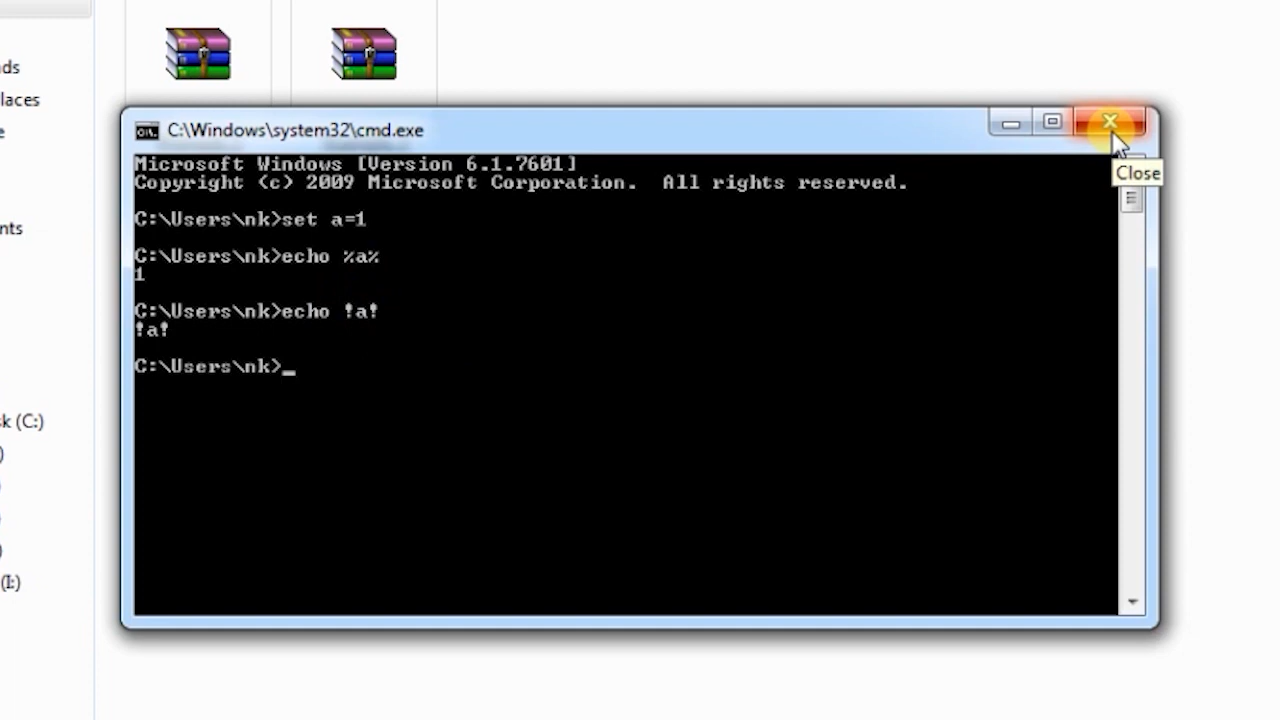 ds
laces
e
nts
k (C:)
)
)
(I:)
C:\Windows\system32\cmd.exe
Close
Microsoft Windows [Version 6.1.7601]
Copyright (c) 2009 Microsoft Corporation.  All rights reserved.
C:\Users\nk>set a=1
C:\Users\nk>echo %a%
1
C:\Users\nk>echo !a!
!a!
C:\Users\nk>_